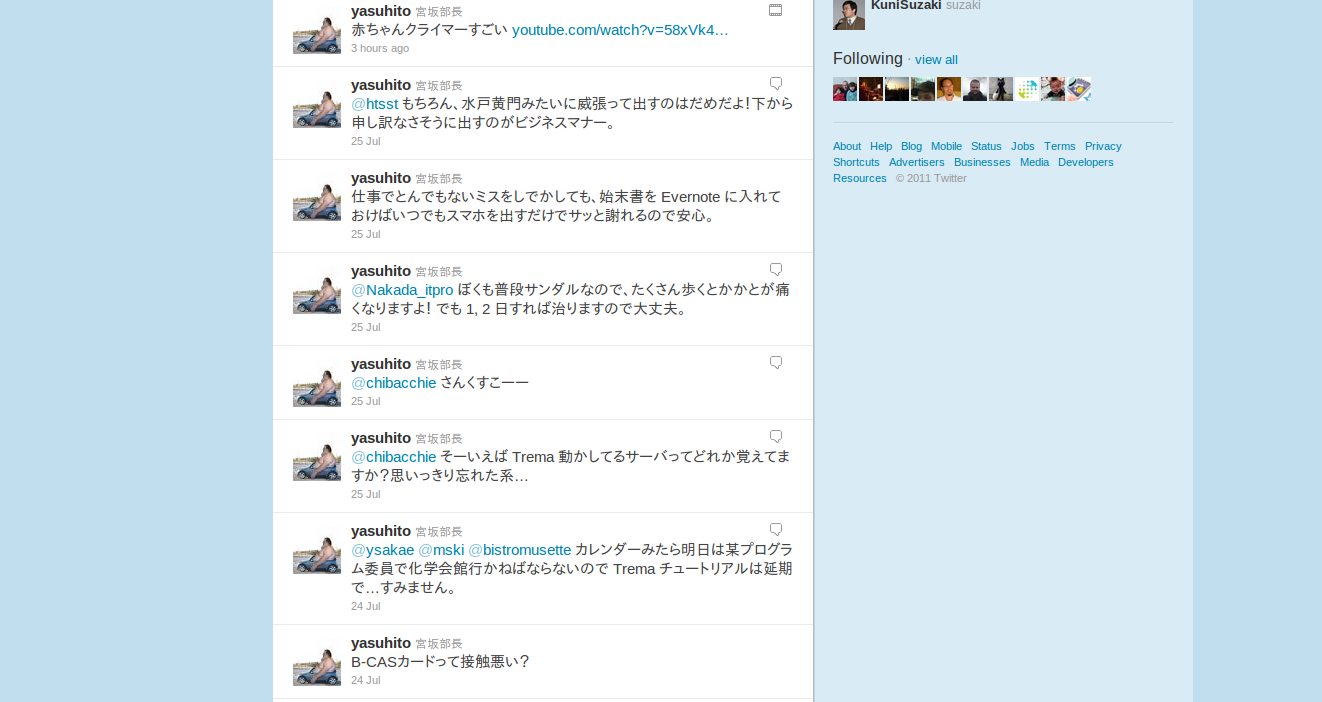 yasuhito 宮坂部長
赤ちゃんクライマーすごい youtube.com/watch?v=58xVk4…
3 hours ago
yasuhito 宮坂部長
@htsst もちろん、水戸黄門みたいに威張って出すのはだめだよ！下から
申し訳なさそうに出すのがビジネスマナー。
25 Jul
yasuhito 宮坂部長
仕事でとんでもないミスをしでかしても、始末書を Evernote に入れて
おけばいつでもスマホを出すだけでサッと謝れるので安心。
25 Jul
yasuhito 宮坂部長
@Nakada_itpro ぼくも普段サンダルなので、たくさん歩くとかかとが痛
くなりますよ！ でも 1, 2 日すれば治りますので大丈夫。
25 Jul
yasuhito 宮坂部長
@chibacchie さんくすこーー
25 Jul
yasuhito 宮坂部長
@chibacchie そーいえば Trema 動かしてるサーバってどれか覚えてま
すか？思いっきり忘れた系…
25 Jul
yasuhito 宮坂部長
@ysakae @mski @bistromusette カレンダーみたら明日は某プログラ
ム委員で化学会館行かねばならないので Trema チュートリアルは延期
で…すみません。
24 Jul
yasuhito 宮坂部長
B-CASカードって接触悪い？
24 Jul
KuniSuzaki suzaki
Following · view all
About Help Blog Mobile Status Jobs Terms Privacy
Shortcuts Advertisers Businesses Media Developers
Resources © 2011 Twitter